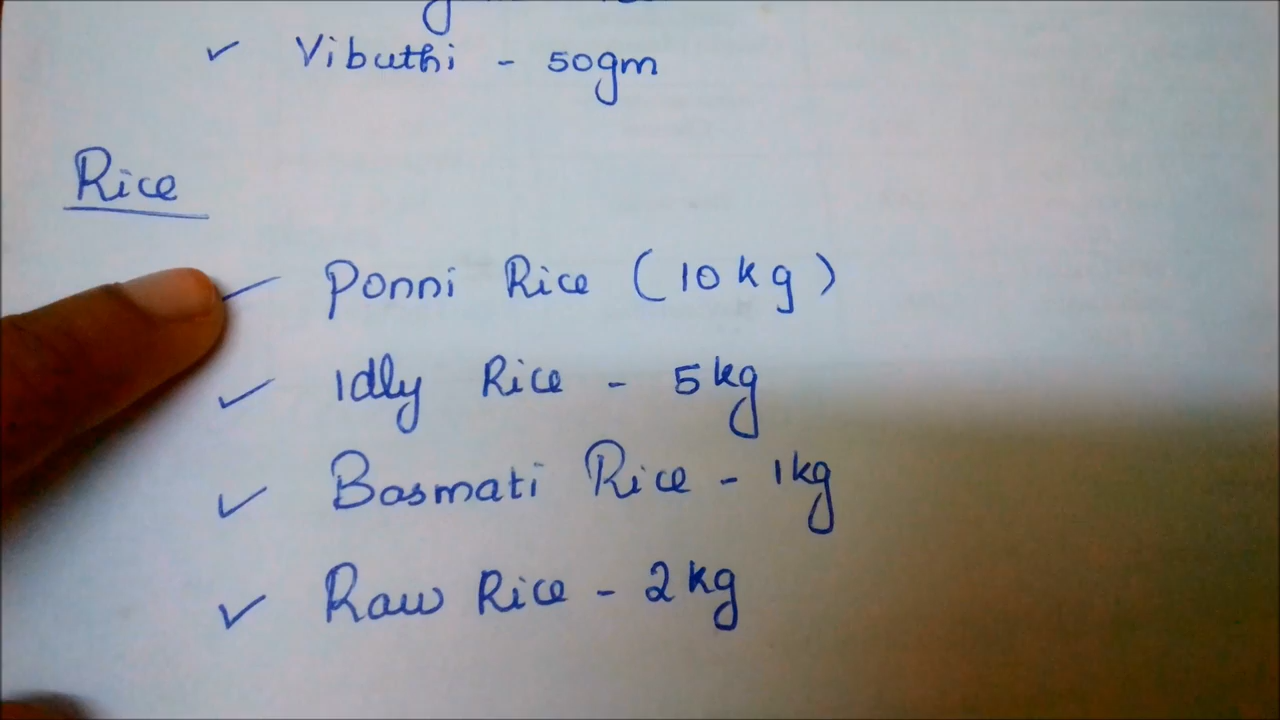 ✓ Vibuthi - 50gm
Rice
✓ Ponni Rice (10kg)
✓ Idly Rice - 5kg
✓ Basmati Rice - 1kg
✓ Raw Rice - 2kg